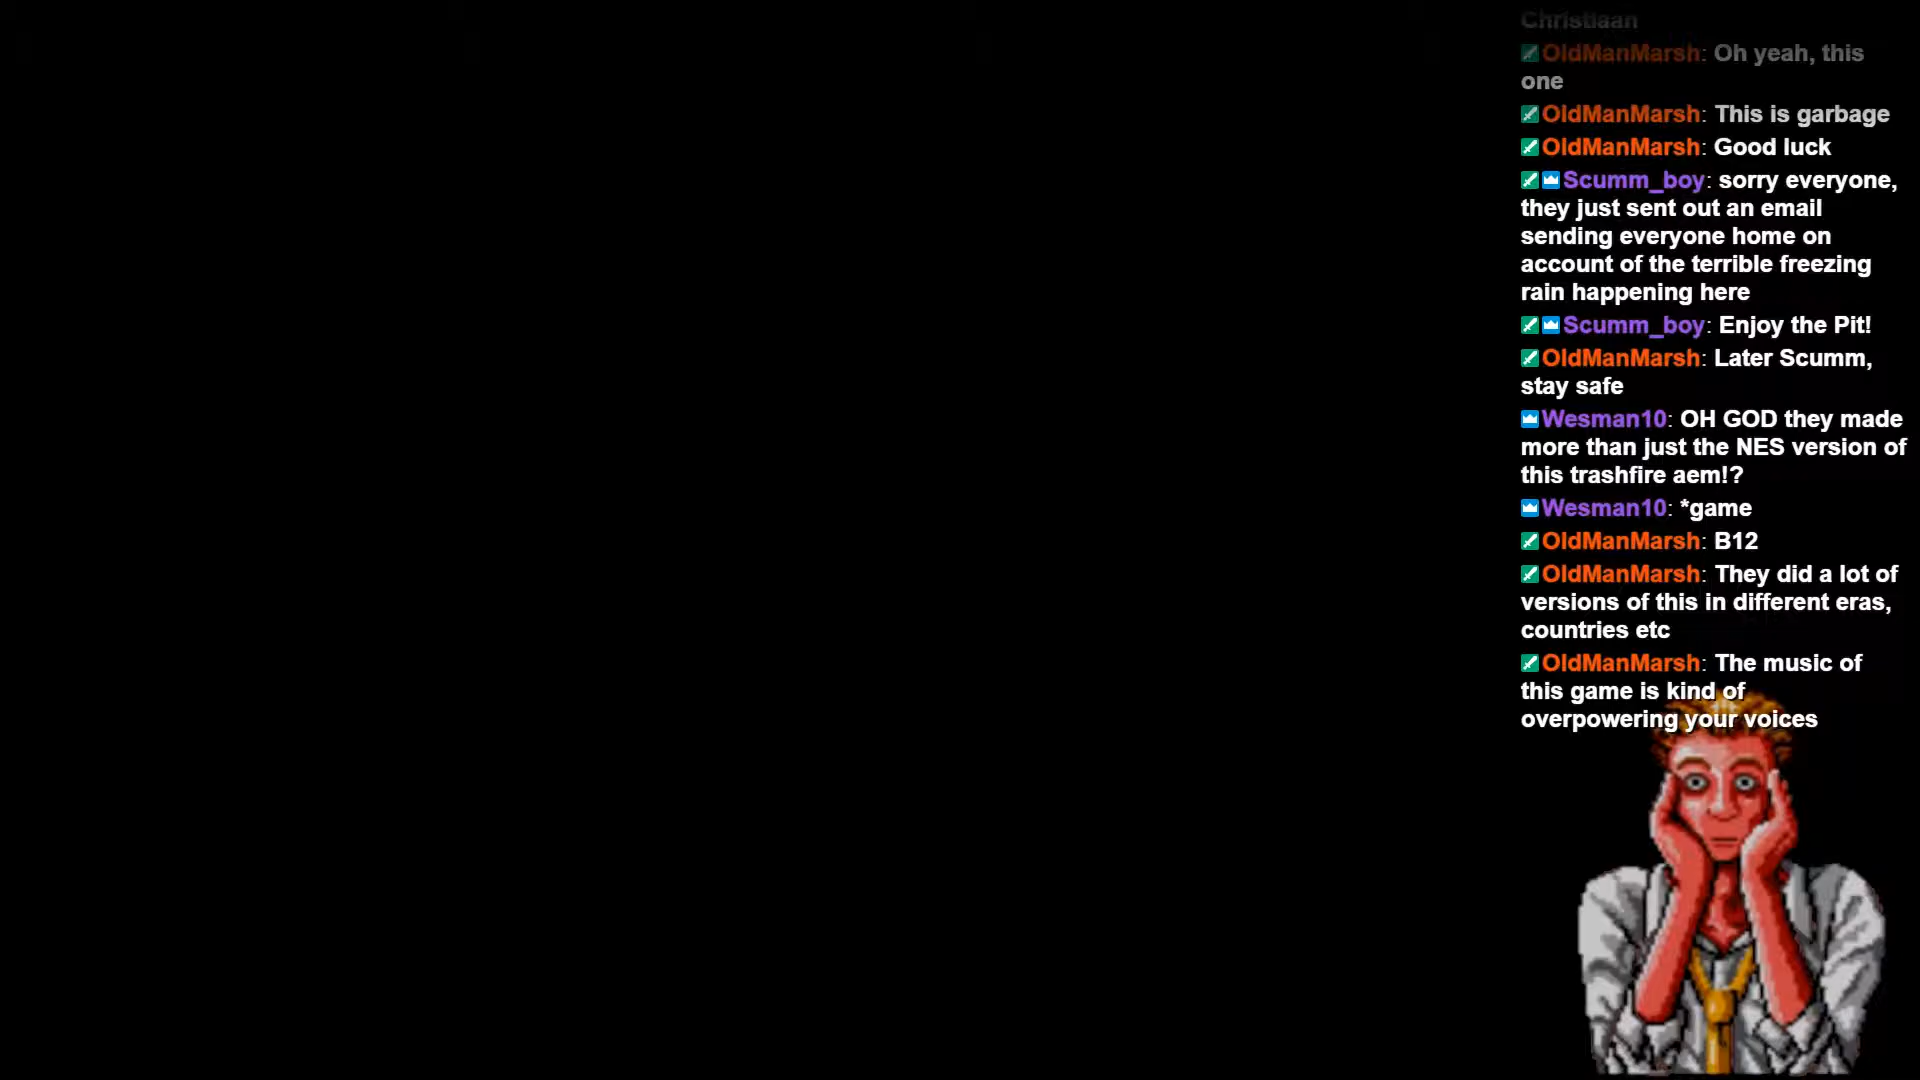 Christiaan
OldManMarsh: Oh yeah, this
one
OldManMarsh: This is garbage
OldManMarsh: Good luck
Scumm_boy: sorry everyone,
they just sent out an email
sending everyone home on
account of the terrible freezing
rain happening here
Scumm_boy: Enjoy the Pit!
OldManMarsh: Later Scumm,
stay safe
Wesman10: OH GOD they made
more than just the NES version of
this trashfire aem!?
Wesman10: *game
OldManMarsh: B12
OldManMarsh: They did a lot of
versions of this in different eras,
countries etc
OldManMarsh: The music of
this game is kind of
overpowering your voices